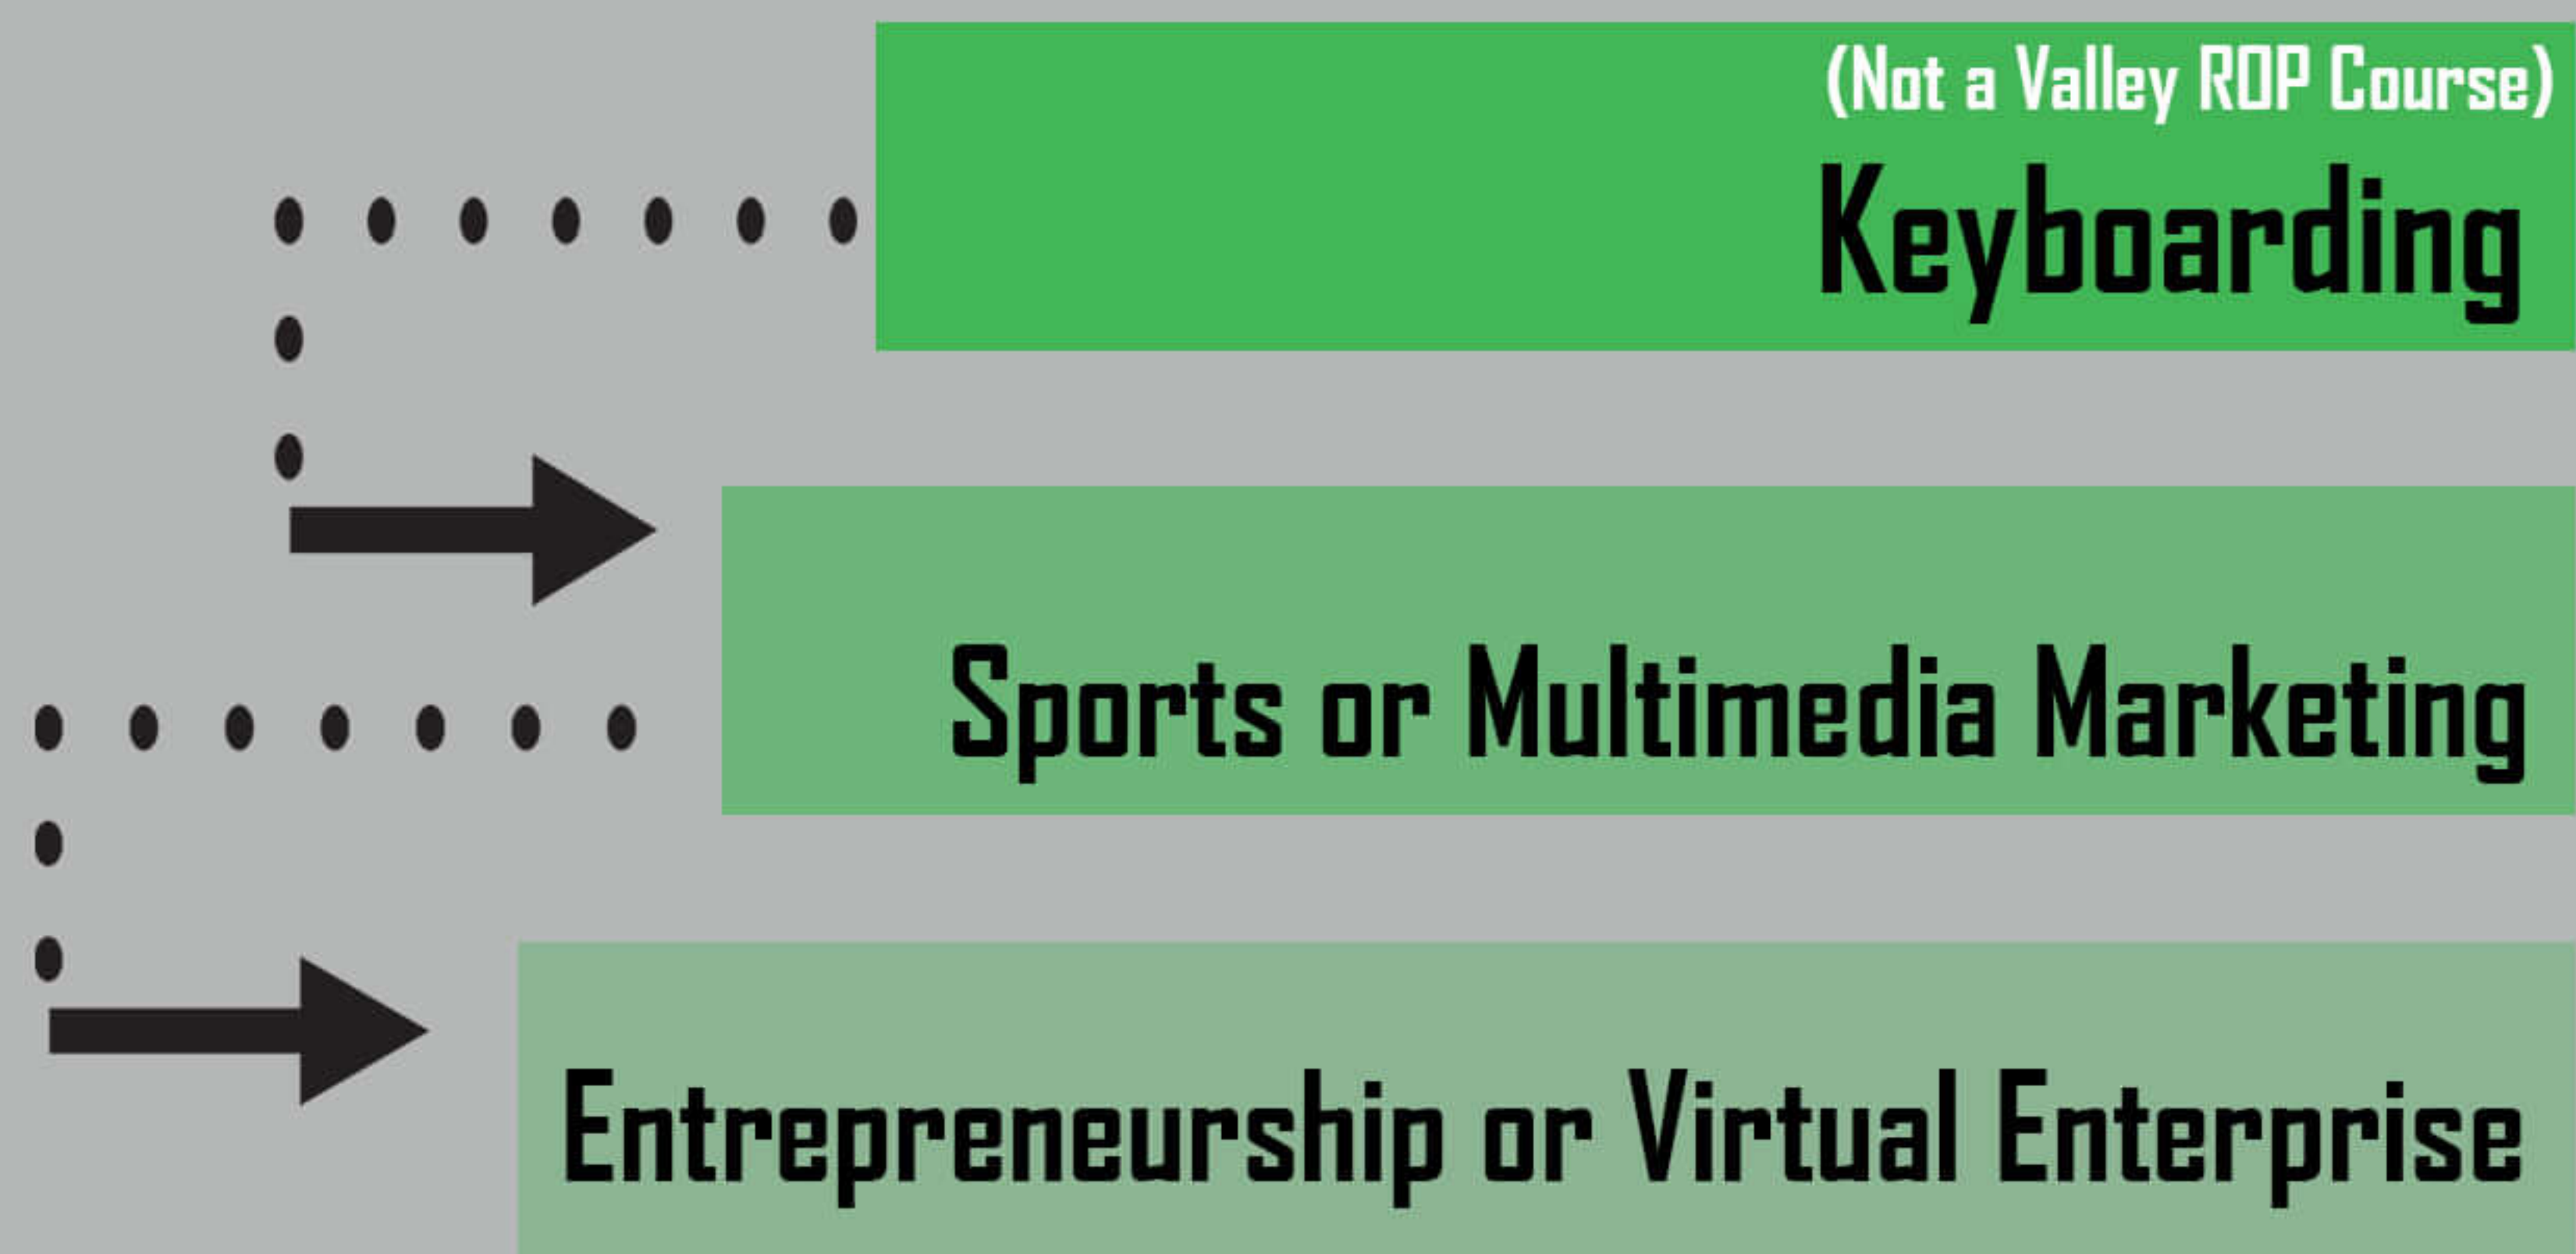 (Not a Valley ROP Course)
Keyboarding
Sports or Multimedia Marketing
Entrepreneurship or Virtual Enterprise